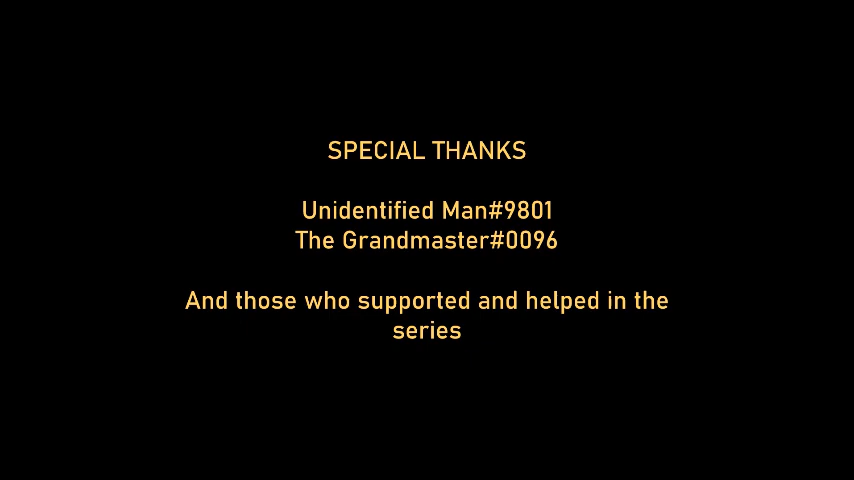 SPECIAL THANKS
Unidentified Man#9801
The Grandmaster#0096
And those who supported and helped in the
series